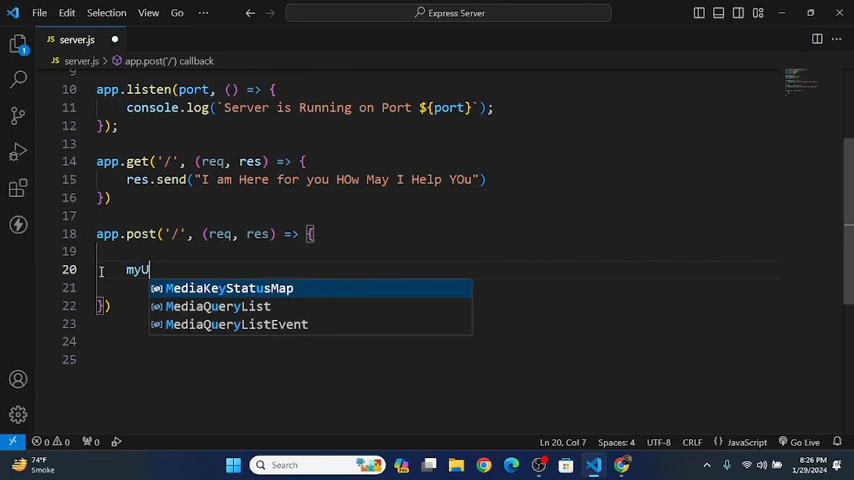 File Edit Selection View Go ··· Express Server
server.js
server.js > app.post('/') callback
9
10 app.listen(port, () => {
11 console.log(`Server is Running on Port ${port}`);
12 });
13
14 app.get('/', (req, res) => {
15 res.send("I am Here for you HOw May I Help YOu")
16 })
17
18 app.post('/', (req, res) => {
19
20 myU
MediaKeyStatusMap
21
MediaQueryList
22 })
MediaQueryListEvent
23
24
25
1
0 0 0 Ln 20, Col 7 Spaces: 4 UTF-8 CRLF { } JavaScript Go Live
74°F
Smoke
Search
8:26 PM
1/29/2024